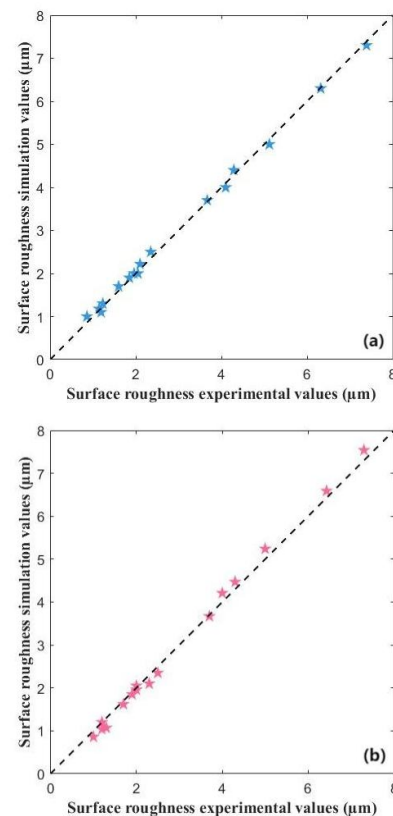 8
7
6
5
4
3
2
1
0
Surface roughness simulation values (µm)
(a)
0 2 4 6 8
Surface roughness experimental values (µm)
8
7
6
5
4
3
2
1
0
Surface roughness simulation values (µm)
(b)
0 2 4 6 8
Surface roughness experimental values (µm)